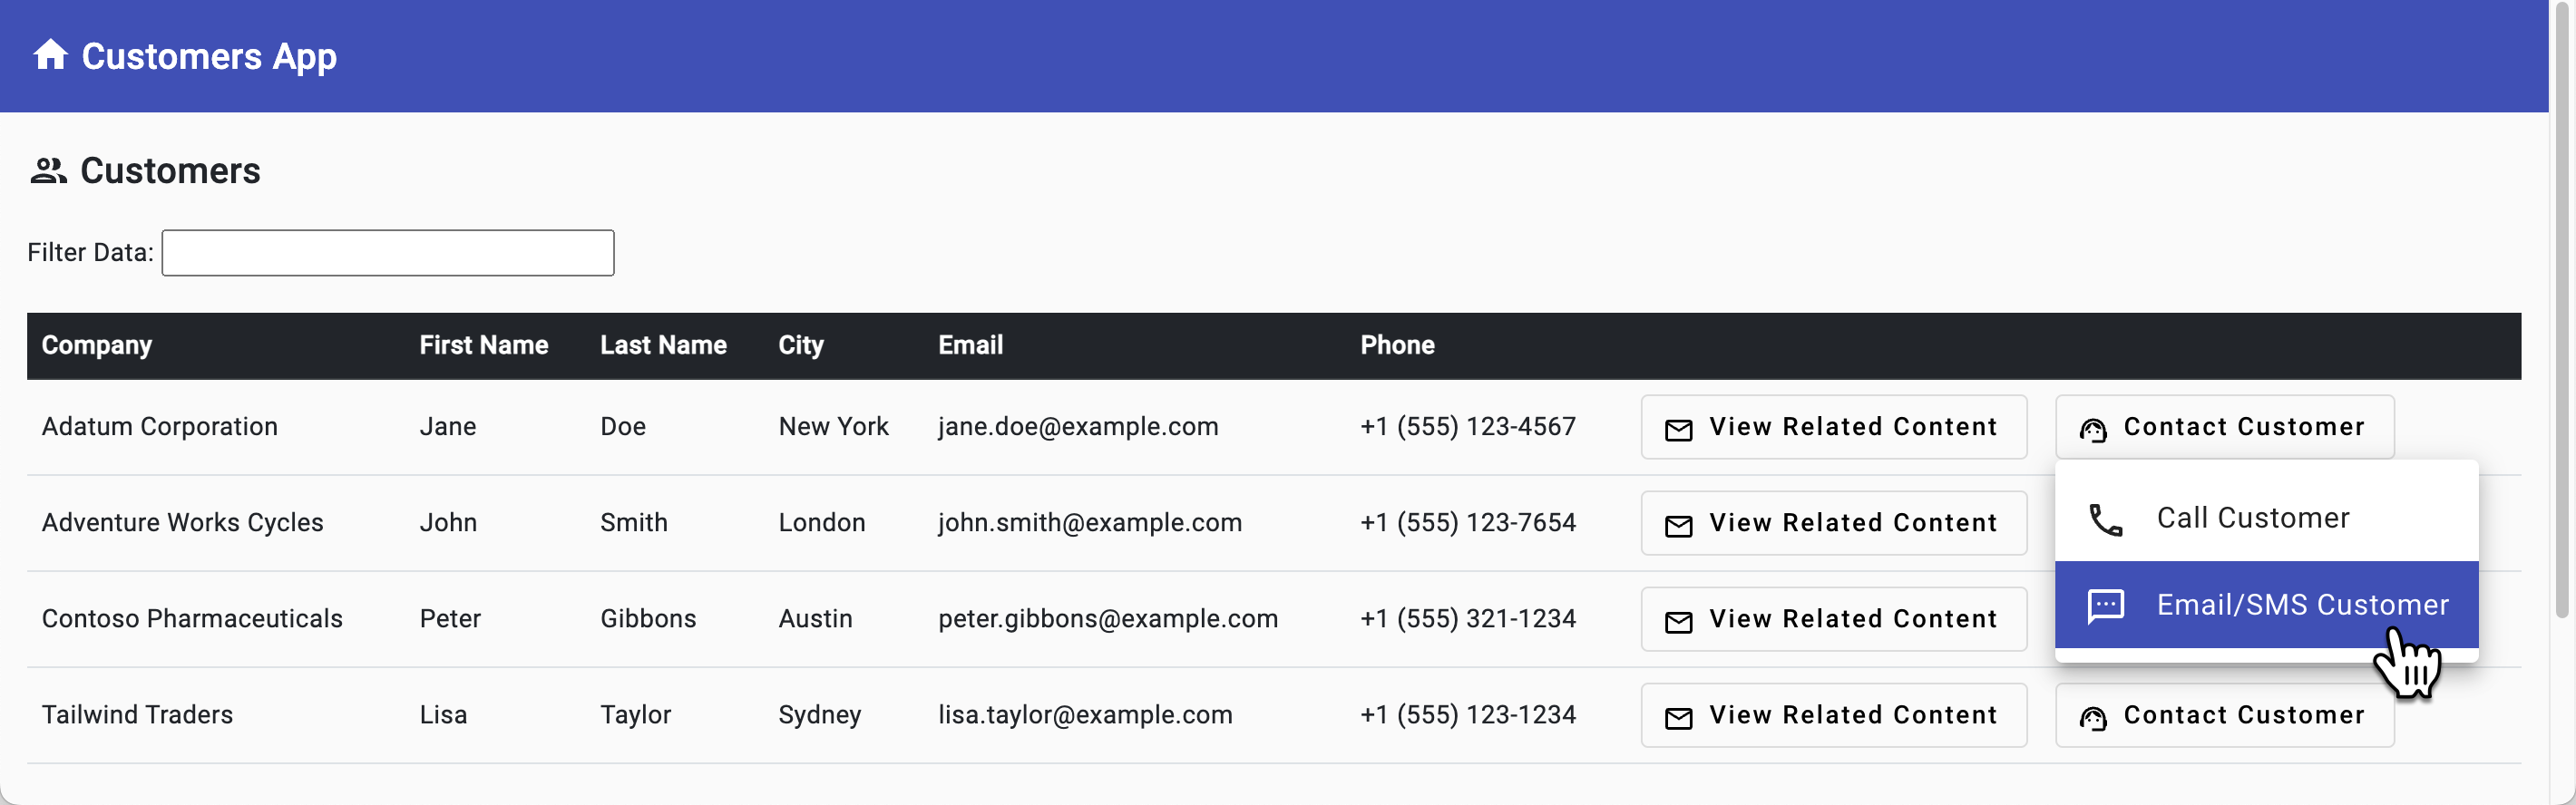 Customers App
Customers
Filter Data:
Company First Name Last Name City Email Phone
Adatum Corporation Jane Doe New York jane.doe@example.com +1 (555) 123-4567 View Related Content Contact Customer
Call Customer
Adventure Works Cycles John Smith London john.smith@example.com +1 (555) 123-7654 View Related Content
Email/SMS Customer
Contoso Pharmaceuticals Peter Gibbons Austin peter.gibbons@example.com +1 (555) 321-1234 View Related Content
Tailwind Traders Lisa Taylor Sydney lisa.taylor@example.com +1 (555) 123-1234 View Related Content Contact Customer